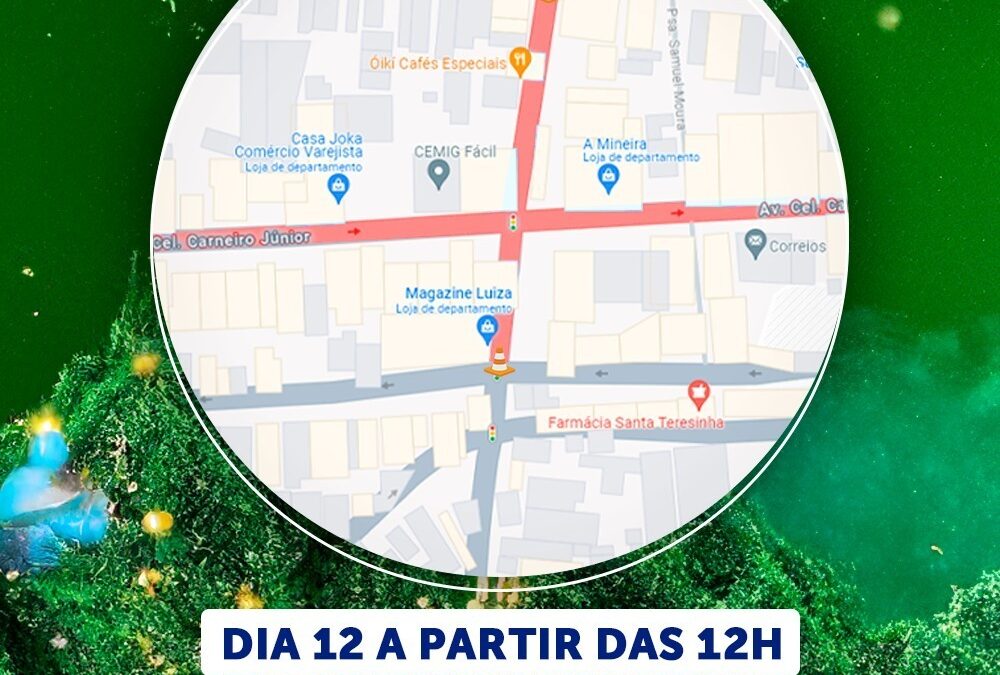 Psa Samuel Moura
Óikí Cafés Especiais
Casa Joka
Comércio Varejista
Loja de departamento
CEMIG Fácil
A Mineira
Loja de departamento
Av. Cel. Ca
Cel. Carneiro Júnior
Correios
Magazine Luiza
Loja de departamento
Farmácia Santa Teresinha
DIA 12 A PARTIR DAS 12H